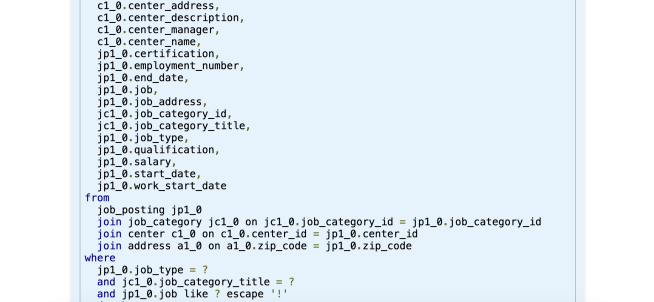 c1_0.center_address,
c1_0.center_description,
c1_0.center_manager,
c1_0.center_name,
jp1_0.certification,
jp1_0.employment_number,
jp1_0.end_date,
jp1_0.job,
jp1_0.job_address,
jc1_0.job_category_id,
jc1_0.job_category_title,
jp1_0.job_type,
jp1_0.qualification,
jp1_0.salary,
jp1_0.start_date,
jp1_0.work_start_date
from
job_posting jp1_0
join job_category jc1_0 on jc1_0.job_category_id = jp1_0.job_category_id
join center c1_0 on c1_0.center_id = jp1_0.center_id
join address a1_0 on a1_0.zip_code = jp1_0.zip_code
where
jp1_0.job_type = ?
and jc1_0.job_category_title = ?
and jp1_0.job like ? escape '!'